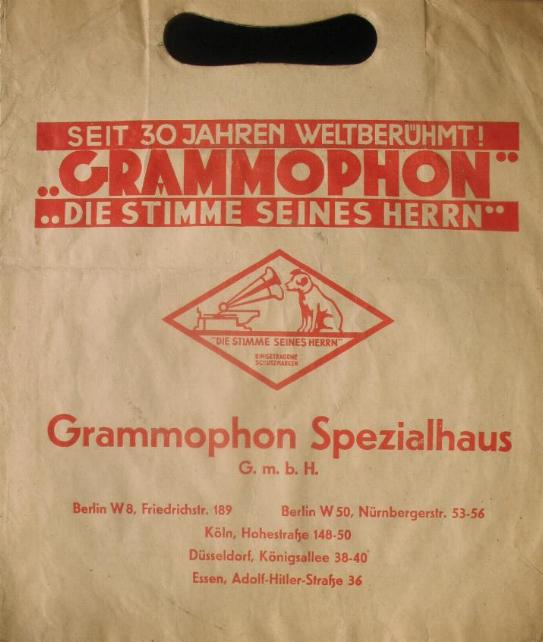 SEIT 30 JAHREN WELTBERÜHMT!
„GRAMMOPHON”
„DIE STIMME SEINES HERRN”
"DIE STIMME SEINES HERRN"
EINGETRAGENE
SCHUTZMARKEN
Grammophon Spezialhaus
G. m. b. H.
Berlin W 8, Friedrichstr. 189 Berlin W 50, Nürnbergerstr. 53-56
Köln, Hohestraße 148-50
Düsseldorf, Königsallee 38-40
Essen, Adolf-Hitler-Straße 36